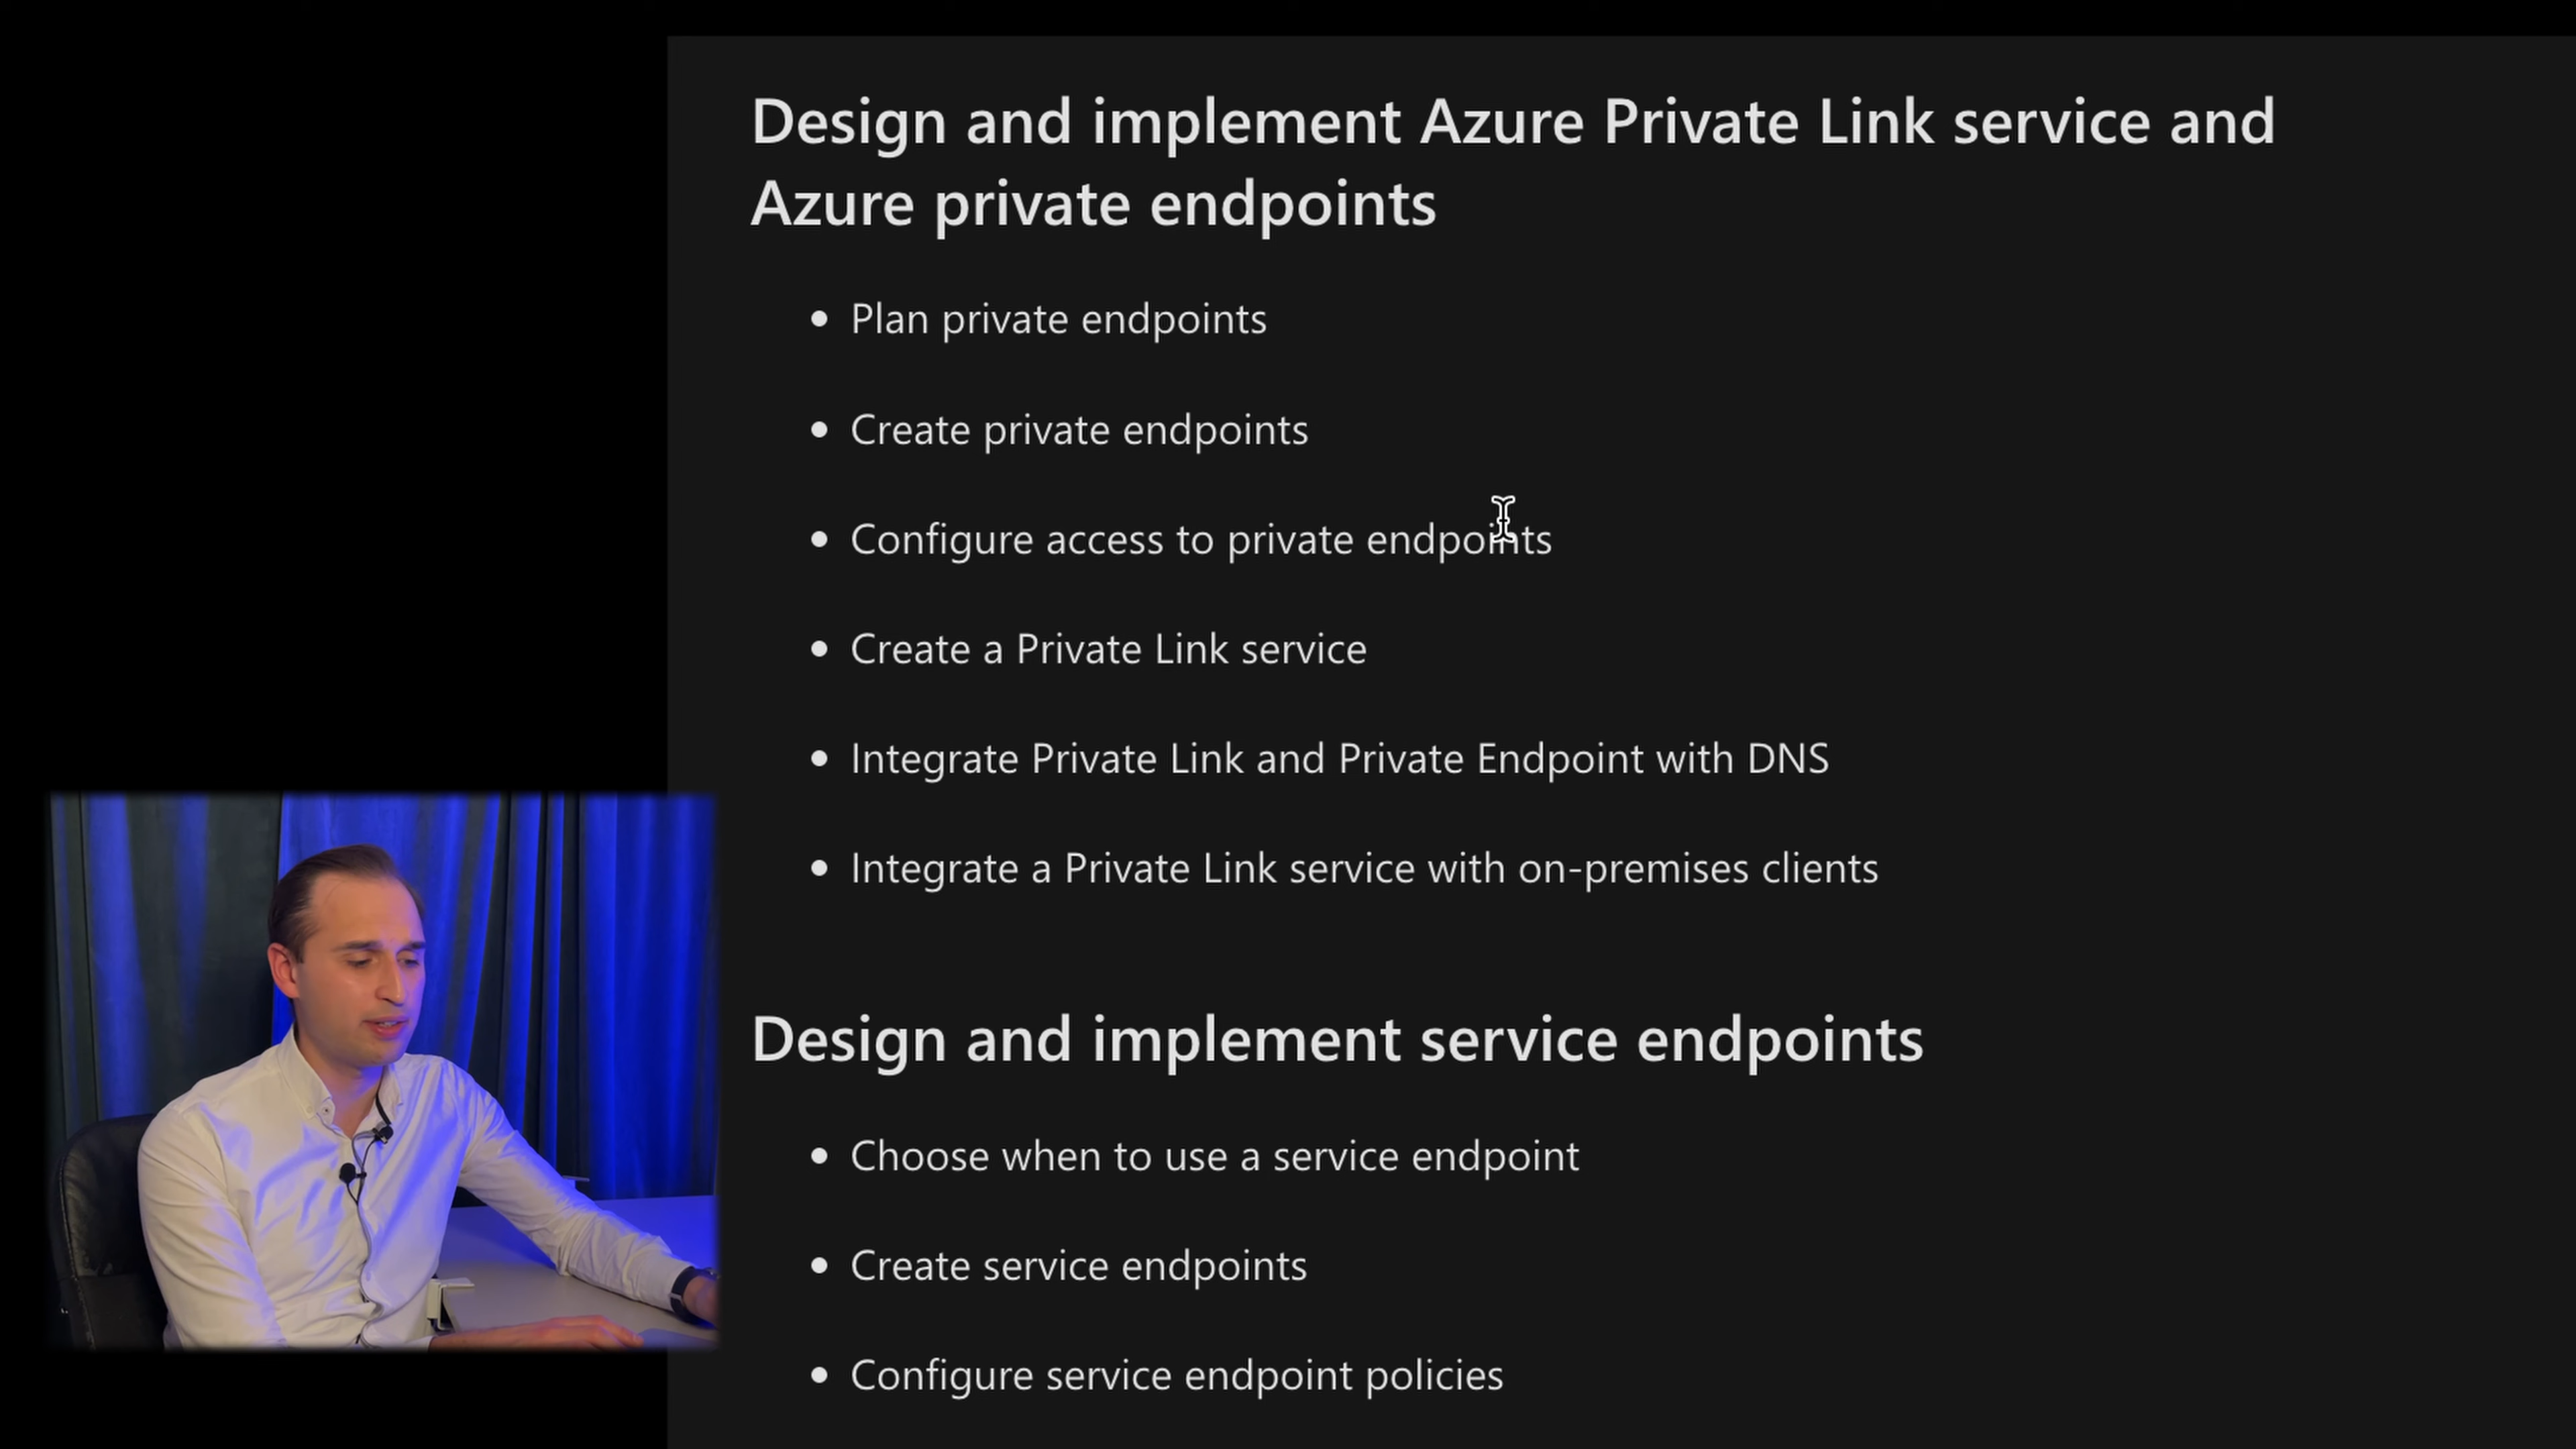 Design and implement Azure Private Link service and
Azure private endpoints
Plan private endpoints
Create private endpoints
Configure access to private endpoints
Create a Private Link service
Integrate Private Link and Private Endpoint with DNS
Integrate a Private Link service with on-premises clients
Design and implement service endpoints
Choose when to use a service endpoint
Create service endpoints
Configure service endpoint policies